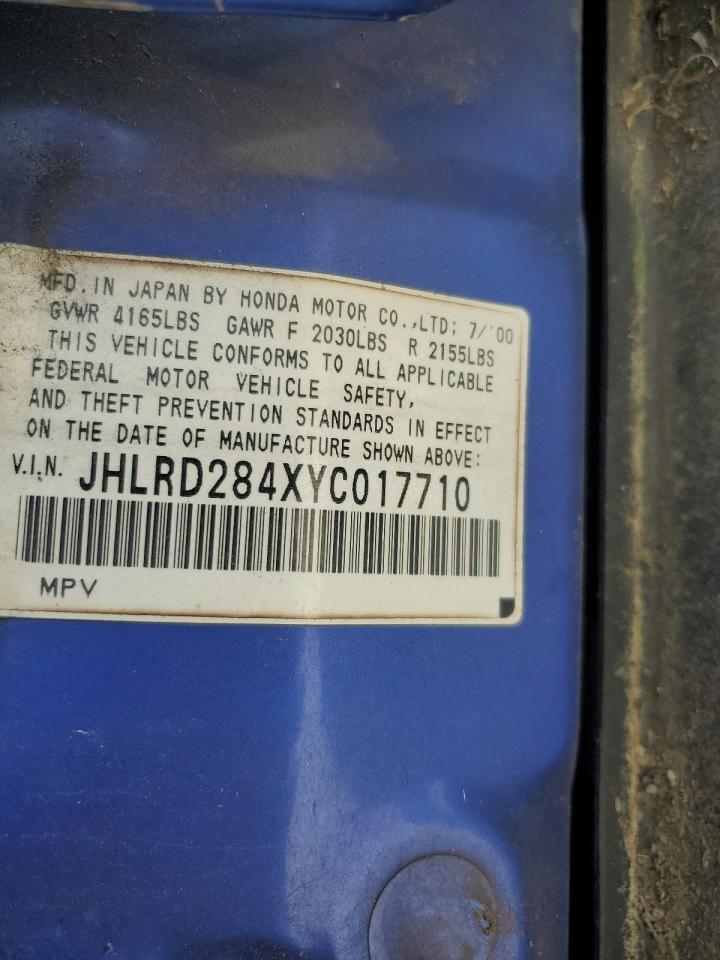 MFD. IN JAPAN BY HONDA MOTOR CO.,LTD; 7/'00
GVWR 4165LBS GAWR F 2030LBS R 2155LBS
THIS VEHICLE CONFORMS TO ALL APPLICABLE
FEDERAL MOTOR VEHICLE SAFETY,
AND THEFT PREVENTION STANDARDS IN EFFECT
ON THE DATE OF MANUFACTURE SHOWN ABOVE:
V.I.N. JHLRD284XYC017710
MPV